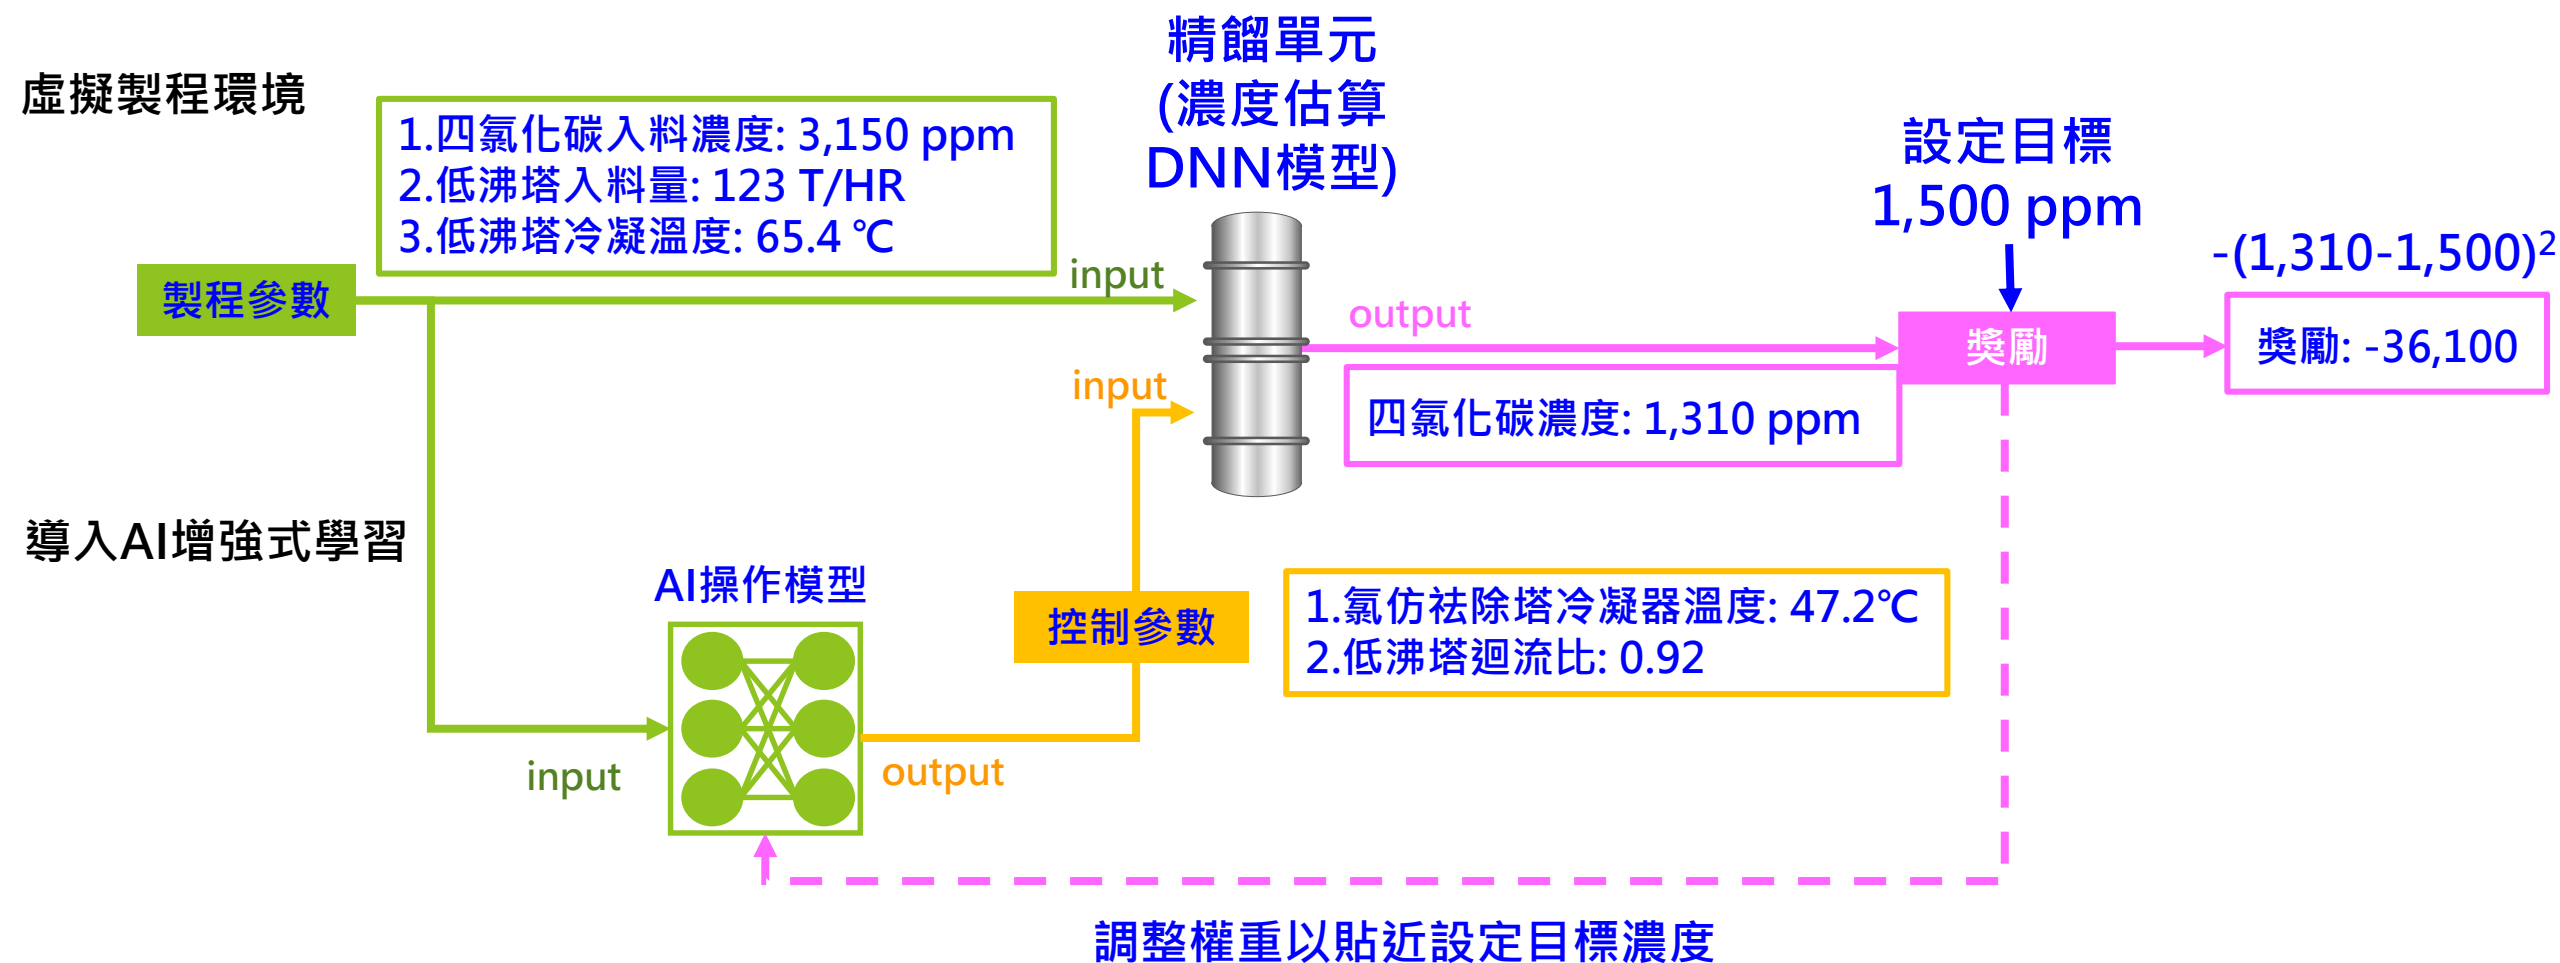 虛擬製程環境
1.四氯化碳入料濃度: 3,150 ppm
2.低沸塔入料量: 123 T/HR
3.低沸塔冷凝溫度: 65.4 ℃
製程參數
input
精餾單元
(濃度估算
DNN模型)
output
四氯化碳濃度: 1,310 ppm
設定目標
1,500 ppm
獎勵
-(1,310-1,500)²
獎勵: -36,100
導入AI增強式學習
input
AI操作模型
output
控制參數
input
1.氯仿祛除塔冷凝器溫度: 47.2℃
2.低沸塔迴流比: 0.92
調整權重以貼近設定目標濃度